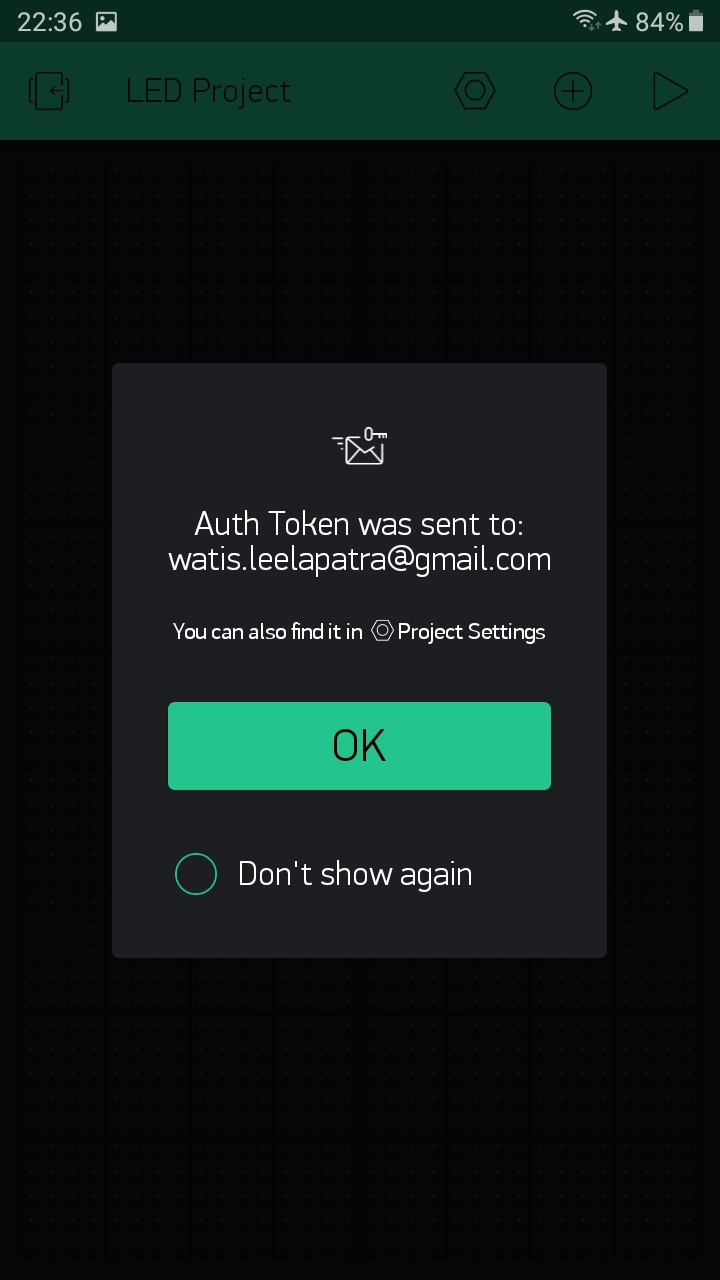 22:36 84%
LED Project
Auth Token was sent to:
watis.leelapatra@gmail.com
You can also find it in Project Settings
OK
Don't show again